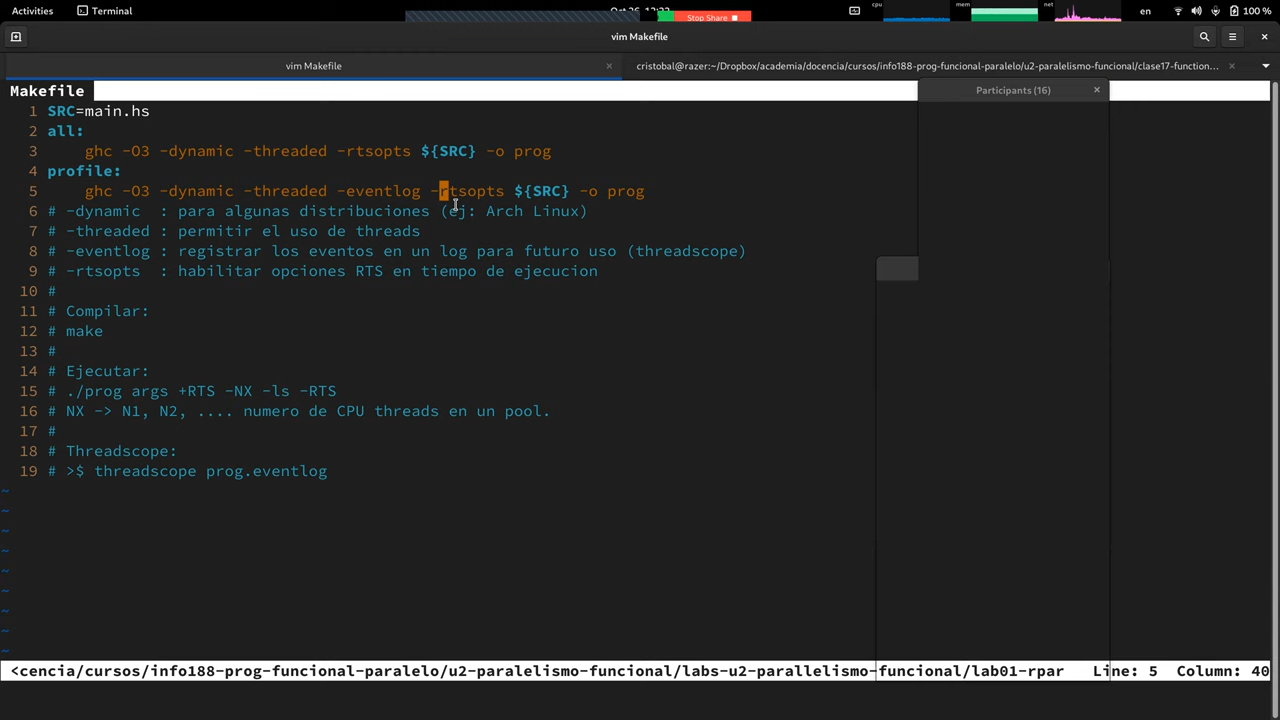 Activities
Terminal
Stop Share
cpu
mem
net
en
100 %
vim Makefile
vim Makefile
cristobal@razer:~/Dropbox/academia/docencia/cursos/info188-prog-funcional-paralelo/u2-paralelismo-funcional/clase17-function...
Participants (16)
Makefile
1 SRC=main.hs
2 all:
3 ghc -O3 -dynamic -threaded -rtsopts ${SRC} -o prog
4 profile:
5 ghc -O3 -dynamic -threaded -eventlog -rtsopts ${SRC} -o prog
6 # -dynamic  : para algunas distribuciones (ej: Arch Linux)
7 # -threaded : permitir el uso de threads
8 # -eventlog : registrar los eventos en un log para futuro uso (threadscope)
9 # -rtsopts  : habilitar opciones RTS en tiempo de ejecucion
10 #
11 # Compilar:
12 # make
13 #
14 # Ejecutar:
15 # ./prog args +RTS -NX -ls -RTS
16 # NX -> N1, N2, .... numero de CPU threads en un pool.
17 #
18 # Threadscope:
19 # >$ threadscope prog.eventlog
~
~
~
~
~
~
~
~
~
<cencia/cursos/info188-prog-funcional-paralelo/u2-paralelismo-funcional/labs-u2-parallelismo-funcional/lab01-rpar Line: 5 Column: 40